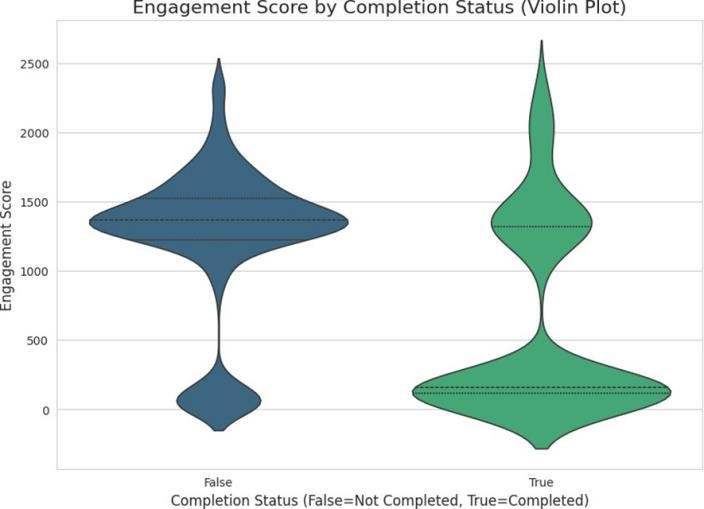 Engagement Score by Completion Status (Violin Plot)
2500
2000
1500
1000
500
0
Engagement Score
False
True
Completion Status (False=Not Completed, True=Completed)